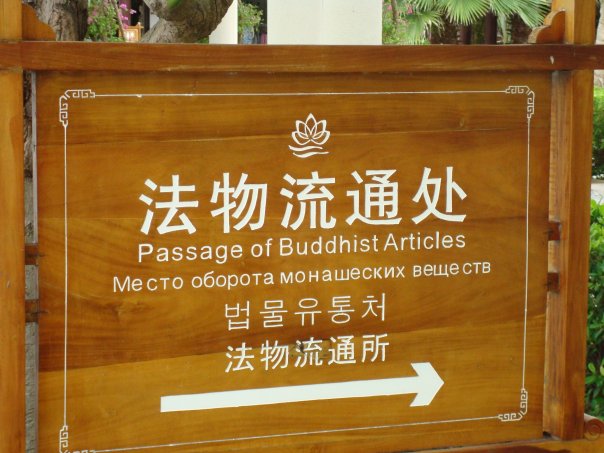 法物流通处
Passage of Buddhist Articles
Место оборота монашеских веществ
법물유통처
法物流通所